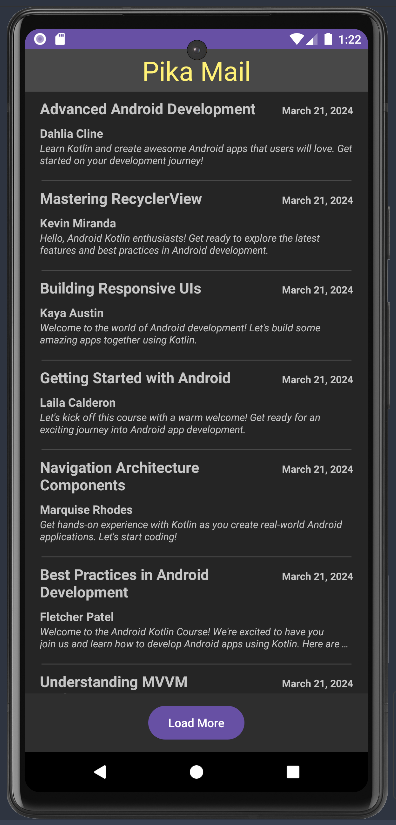 1:22
Pika Mail
Advanced Android Development March 21, 2024
Dahlia Cline
Learn Kotlin and create awesome Android apps that users will love. Get
started on your development journey!
Mastering RecyclerView March 21, 2024
Kevin Miranda
Hello, Android Kotlin enthusiasts! Get ready to explore the latest
features and best practices in Android development.
Building Responsive UIs March 21, 2024
Kaya Austin
Welcome to the world of Android development! Let's build some
amazing apps together using Kotlin.
Getting Started with Android March 21, 2024
Laila Calderon
Let's kick off this course with a warm welcome! Get ready for an
exciting journey into Android app development.
Navigation Architecture March 21, 2024
Components
Marquise Rhodes
Get hands-on experience with Kotlin as you create real-world Android
applications. Let's start coding!
Best Practices in Android March 21, 2024
Development
Fletcher Patel
Welcome to the Android Kotlin Course! We're excited to have you
join us and learn how to develop Android apps using Kotlin. Here are ...
Understanding MVVM March 21, 2024
Load More